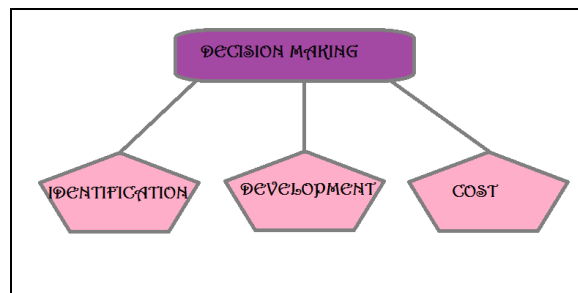 DECISION MAKING
IDENTIFICATION
DEVELOPMENT
COST